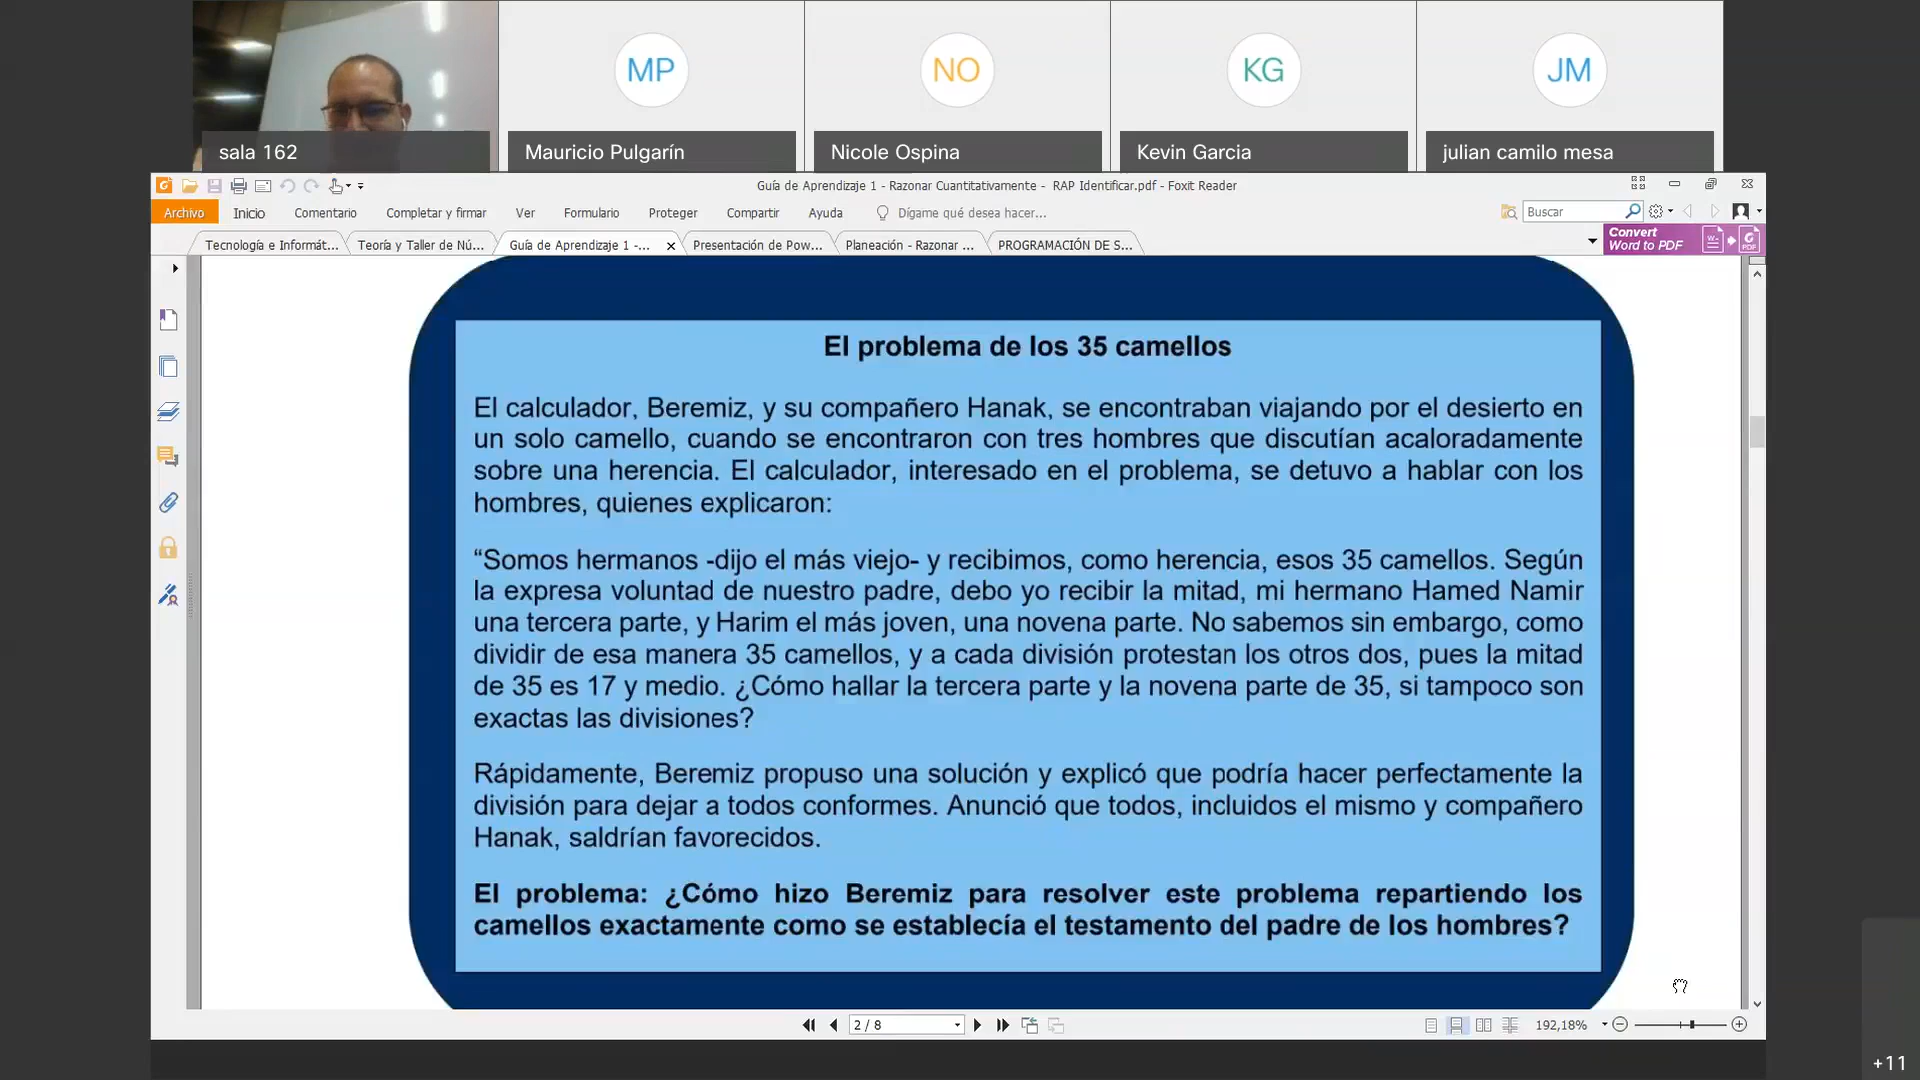 MP
NO
KG
JM
sala 162
Mauricio Pulgarín
Nicole Ospina
Kevin Garcia
julian camilo mesa
Guía de Aprendizaje 1 - Razonar Cuantitativamente - RAP Identificar.pdf - Foxit Reader
Archivo
Inicio
Comentario
Completar y firmar
Ver
Formulario
Proteger
Compartir
Ayuda
Dígame qué desea hacer...
Buscar
Tecnología e Informát...
Teoría y Taller de Nú...
Guía de Aprendizaje 1 -...
Presentación de Pow...
Planeación - Razonar ...
PROGRAMACIÓN DE S...
Convert
Word to PDF
El problema de los 35 camellos
El calculador, Beremiz, y su compañero Hanak, se encontraban viajando por el desierto en
un solo camello, cuando se encontraron con tres hombres que discutían acaloradamente
sobre una herencia. El calculador, interesado en el problema, se detuvo a hablar con los
hombres, quienes explicaron:
“Somos hermanos -dijo el más viejo- y recibimos, como herencia, esos 35 camellos. Según
la expresa voluntad de nuestro padre, debo yo recibir la mitad, mi hermano Hamed Namir
una tercera parte, y Harim el más joven, una novena parte. No sabemos sin embargo, como
dividir de esa manera 35 camellos, y a cada división protestan los otros dos, pues la mitad
de 35 es 17 y medio. ¿Cómo hallar la tercera parte y la novena parte de 35, si tampoco son
exactas las divisiones?
Rápidamente, Beremiz propuso una solución y explicó que podría hacer perfectamente la
división para dejar a todos conformes. Anunció que todos, incluidos el mismo y compañero
Hanak, saldrían favorecidos.
El problema: ¿Cómo hizo Beremiz para resolver este problema repartiendo los
camellos exactamente como se establecía el testamento del padre de los hombres?
2 / 8
192,18%
+11